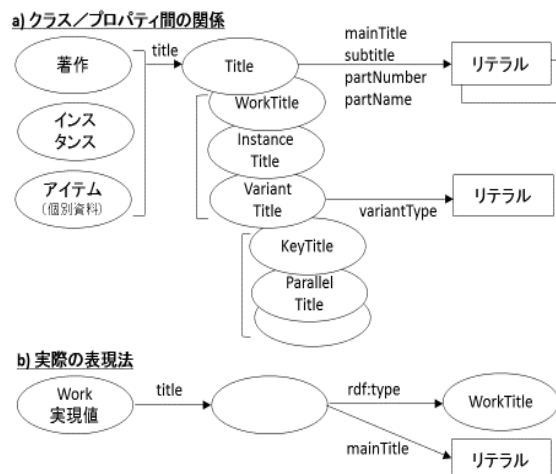 a) クラス／プロパティ間の関係
著作
title
Title
mainTitle
subtitle
partNumber
partName
リテラル
WorkTitle
インス
タンス
Instance
Title
アイテム
(個別資料)
Variant
Title
variantType
リテラル
KeyTitle
Parallel
Title
b) 実際の表現法
Work
実現値
title
rdf:type
WorkTitle
mainTitle
リテラル